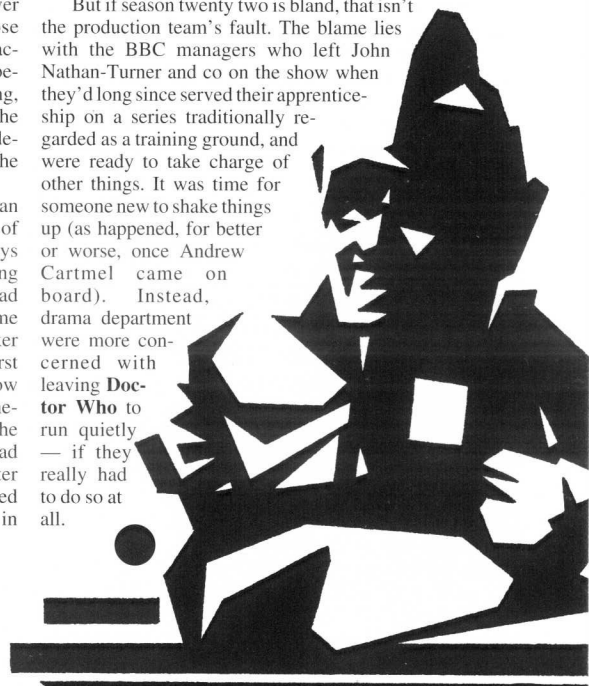 But if season twenty two is bland, that isn't
the production team's fault. The blame lies
with the BBC managers who left John
Nathan-Turner and co on the show when
they'd long since served their apprentice-
ship on a series traditionally re-
garded as a training ground, and
were ready to take charge of
other things. It was time for
someone new to shake things
up (as happened, for better
or worse, once Andrew
Cartmel came on
board). Instead,
drama department
were more con-
cerned with
leaving Doc-
tor Who to
run quietly
— if they
really had
to do so at
all.